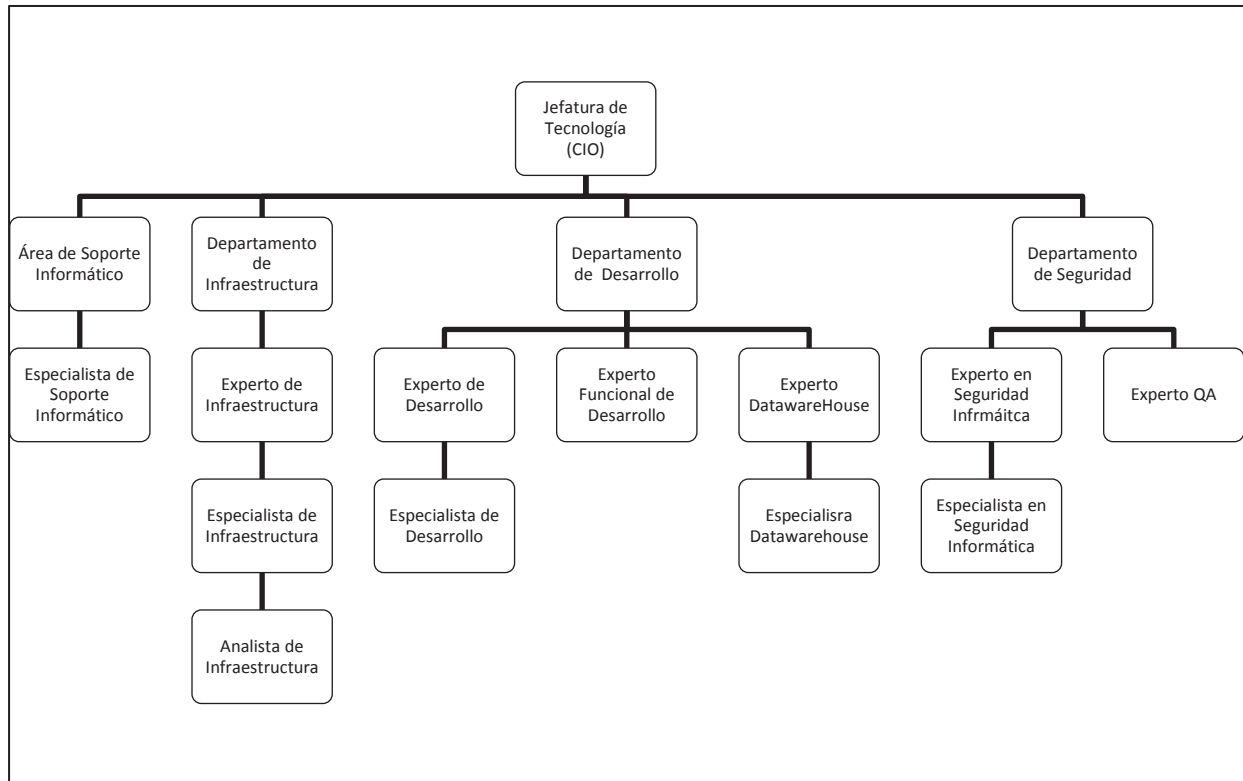 Jefatura de
Tecnología
(CIO)
Área de Soporte
Informático
Departamento
de
Infraestructura
Departamento
de Desarrollo
Departamento
de Seguridad
Especialista de
Soporte
Informático
Experto de
Infraestructura
Experto de
Desarrollo
Experto
Funcional de
Desarrollo
Experto
DatawareHouse
Experto en
Seguridad
Infrmáitca
Experto QA
Especialista de
Infraestructura
Especialista de
Desarrollo
Especialisra
Datawarehouse
Especialista en
Seguridad
Informática
Analista de
Infraestructura